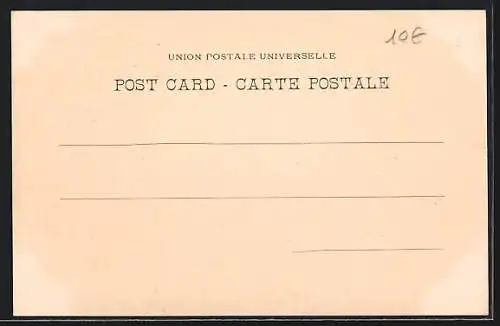 10€
UNION POSTALE UNIVERSELLE
POST CARD - CARTE POSTALE